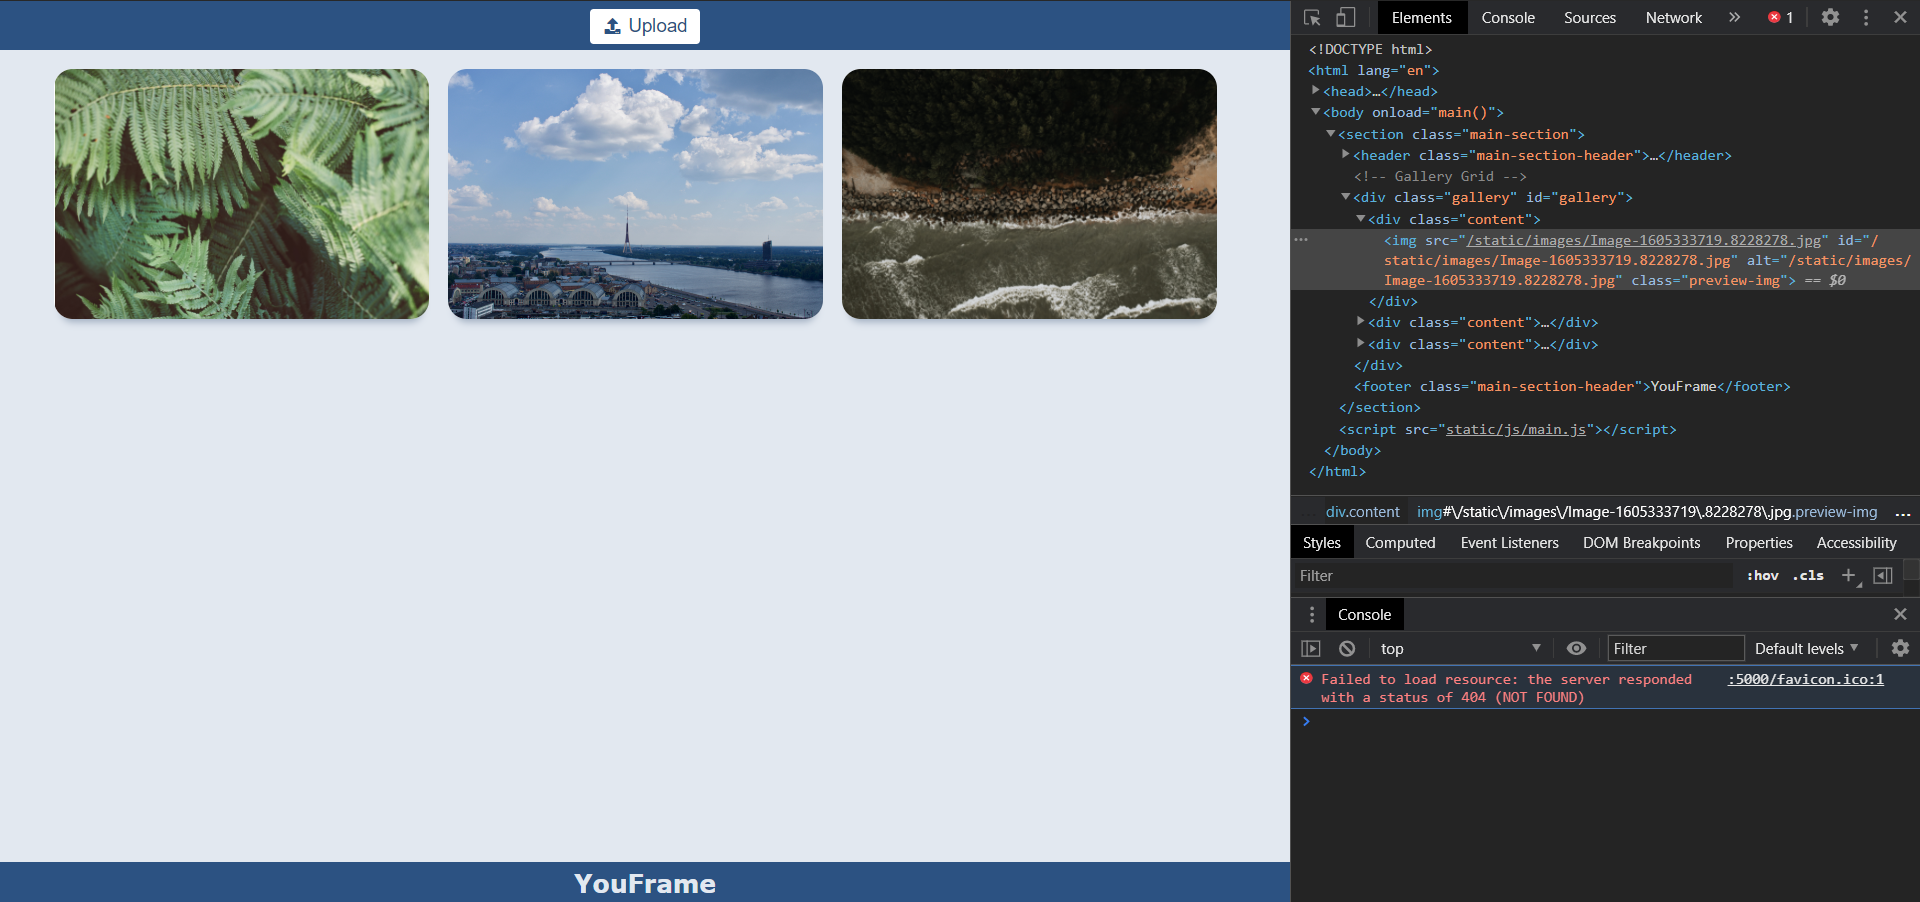 Upload
YouFrame
Elements Console Sources Network » 1
<!DOCTYPE html>
<html lang="en">
<head>…</head>
<body onload="main()">
<section class="main-section">
<header class="main-section-header">…</header>
<!-- Gallery Grid -->
<div class="gallery" id="gallery">
<div class="content">
<img src="/static/images/Image-1605333719.8228278.jpg" id="/
static/images/Image-1605333719.8228278.jpg" alt="/static/images/
Image-1605333719.8228278.jpg" class="preview-img"> == $0
</div>
<div class="content">…</div>
<div class="content">…</div>
</div>
<footer class="main-section-header">YouFrame</footer>
</section>
<script src="static/js/main.js"></script>
</body>
</html>
... div.content img#\/static\/images\/Image-1605333719\.8228278\.jpg.preview-img ...
Styles Computed Event Listeners DOM Breakpoints Properties Accessibility
Filter :hov .cls +
Console
top Filter Default levels
Failed to load resource: the server responded :5000/favicon.ico:1
with a status of 404 (NOT FOUND)